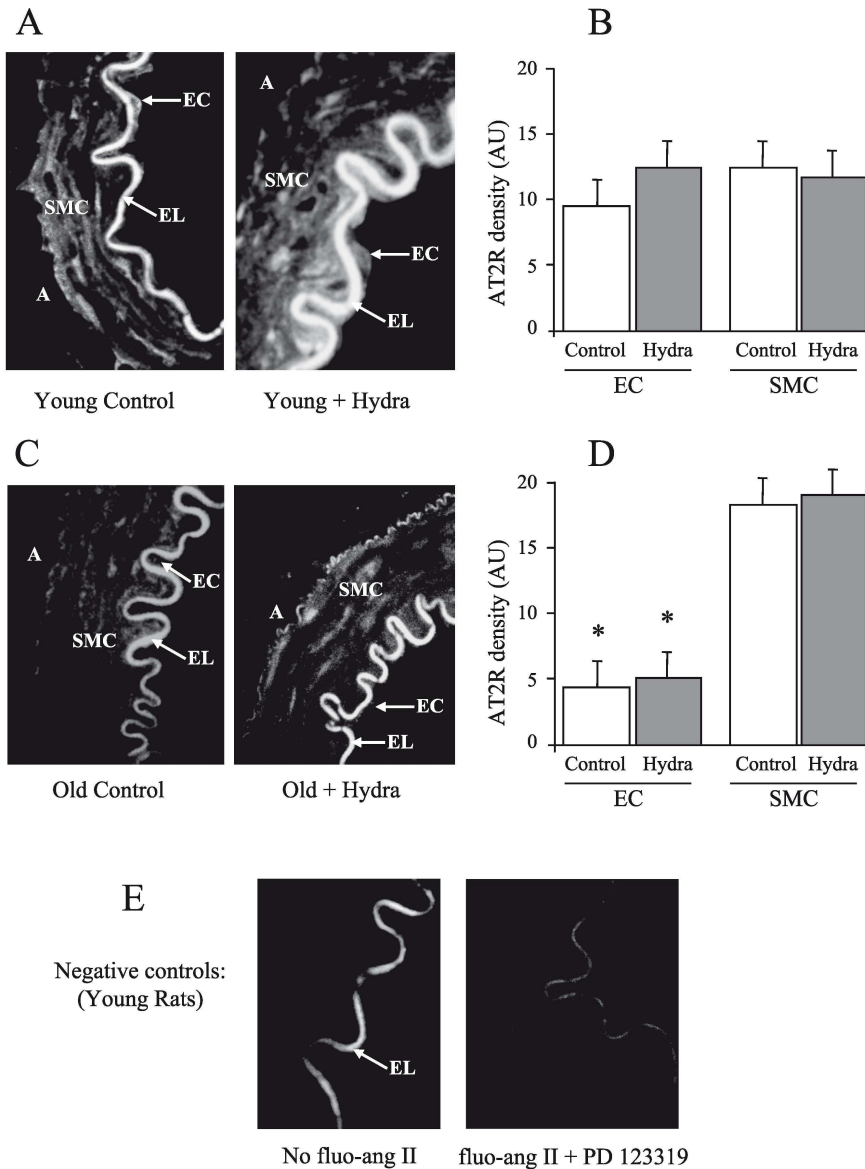 A
B
A
EC
SMC
EL
A
SMC
EC
EL
A
Young Control
Young + Hydra
AT2R density (AU)
20
15
10
5
0
Control
Hydra
Control
Hydra
EC
SMC
C
D
A
EC
SMC
EL
SMC
A
EC
EL
Old Control
Old + Hydra
AT2R density (AU)
20
15
10
5
0
*
*
Control
Hydra
Control
Hydra
EC
SMC
E
Negative controls:
(Young Rats)
EL
No fluo-ang II
fluo-ang II + PD 123319